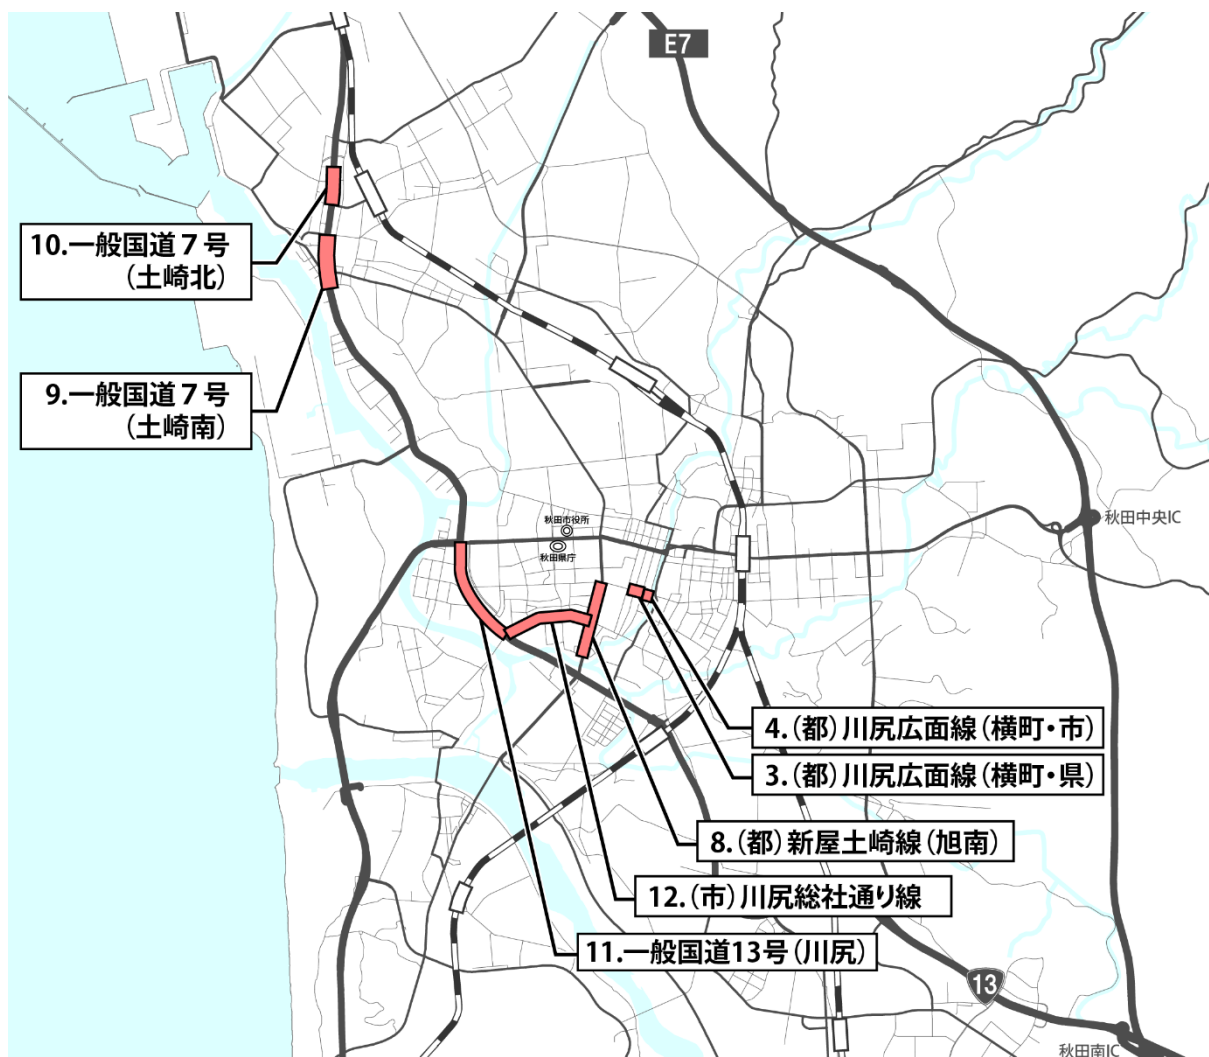 E7
10.一般国道７号
(土崎北)
9.一般国道７号
(土崎南)
秋田市役所
秋田県庁
秋田中央IC
4.(都)川尻広面線(横町・市)
3.(都)川尻広面線(横町・県)
8.(都)新屋土崎線(旭南)
12.(市)川尻総社通り線
11.一般国道13号(川尻)
13
秋田南IC